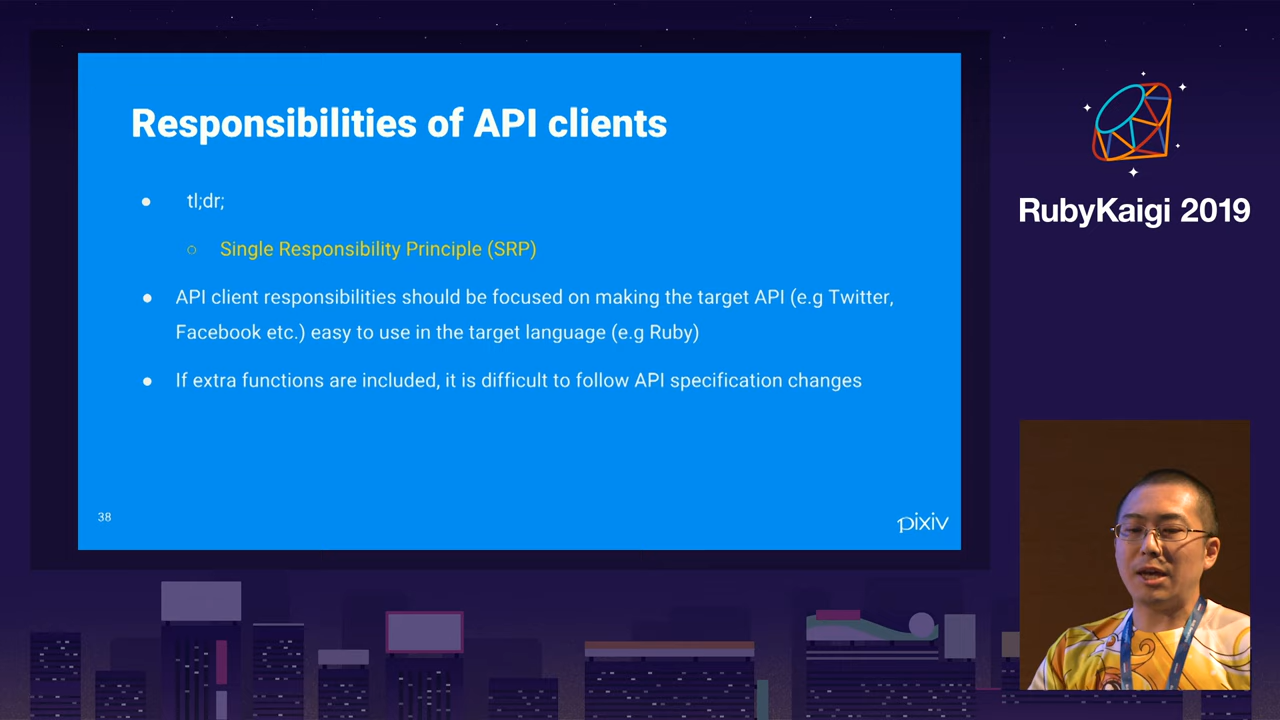 Responsibilities of API clients
● tl;dr;
○ Single Responsibility Principle (SRP)
● API client responsibilities should be focused on making the target API (e.g Twitter,
Facebook etc.) easy to use in the target language (e.g Ruby)
● If extra functions are included, it is difficult to follow API specification changes
38
pixiv
RubyKaigi 2019